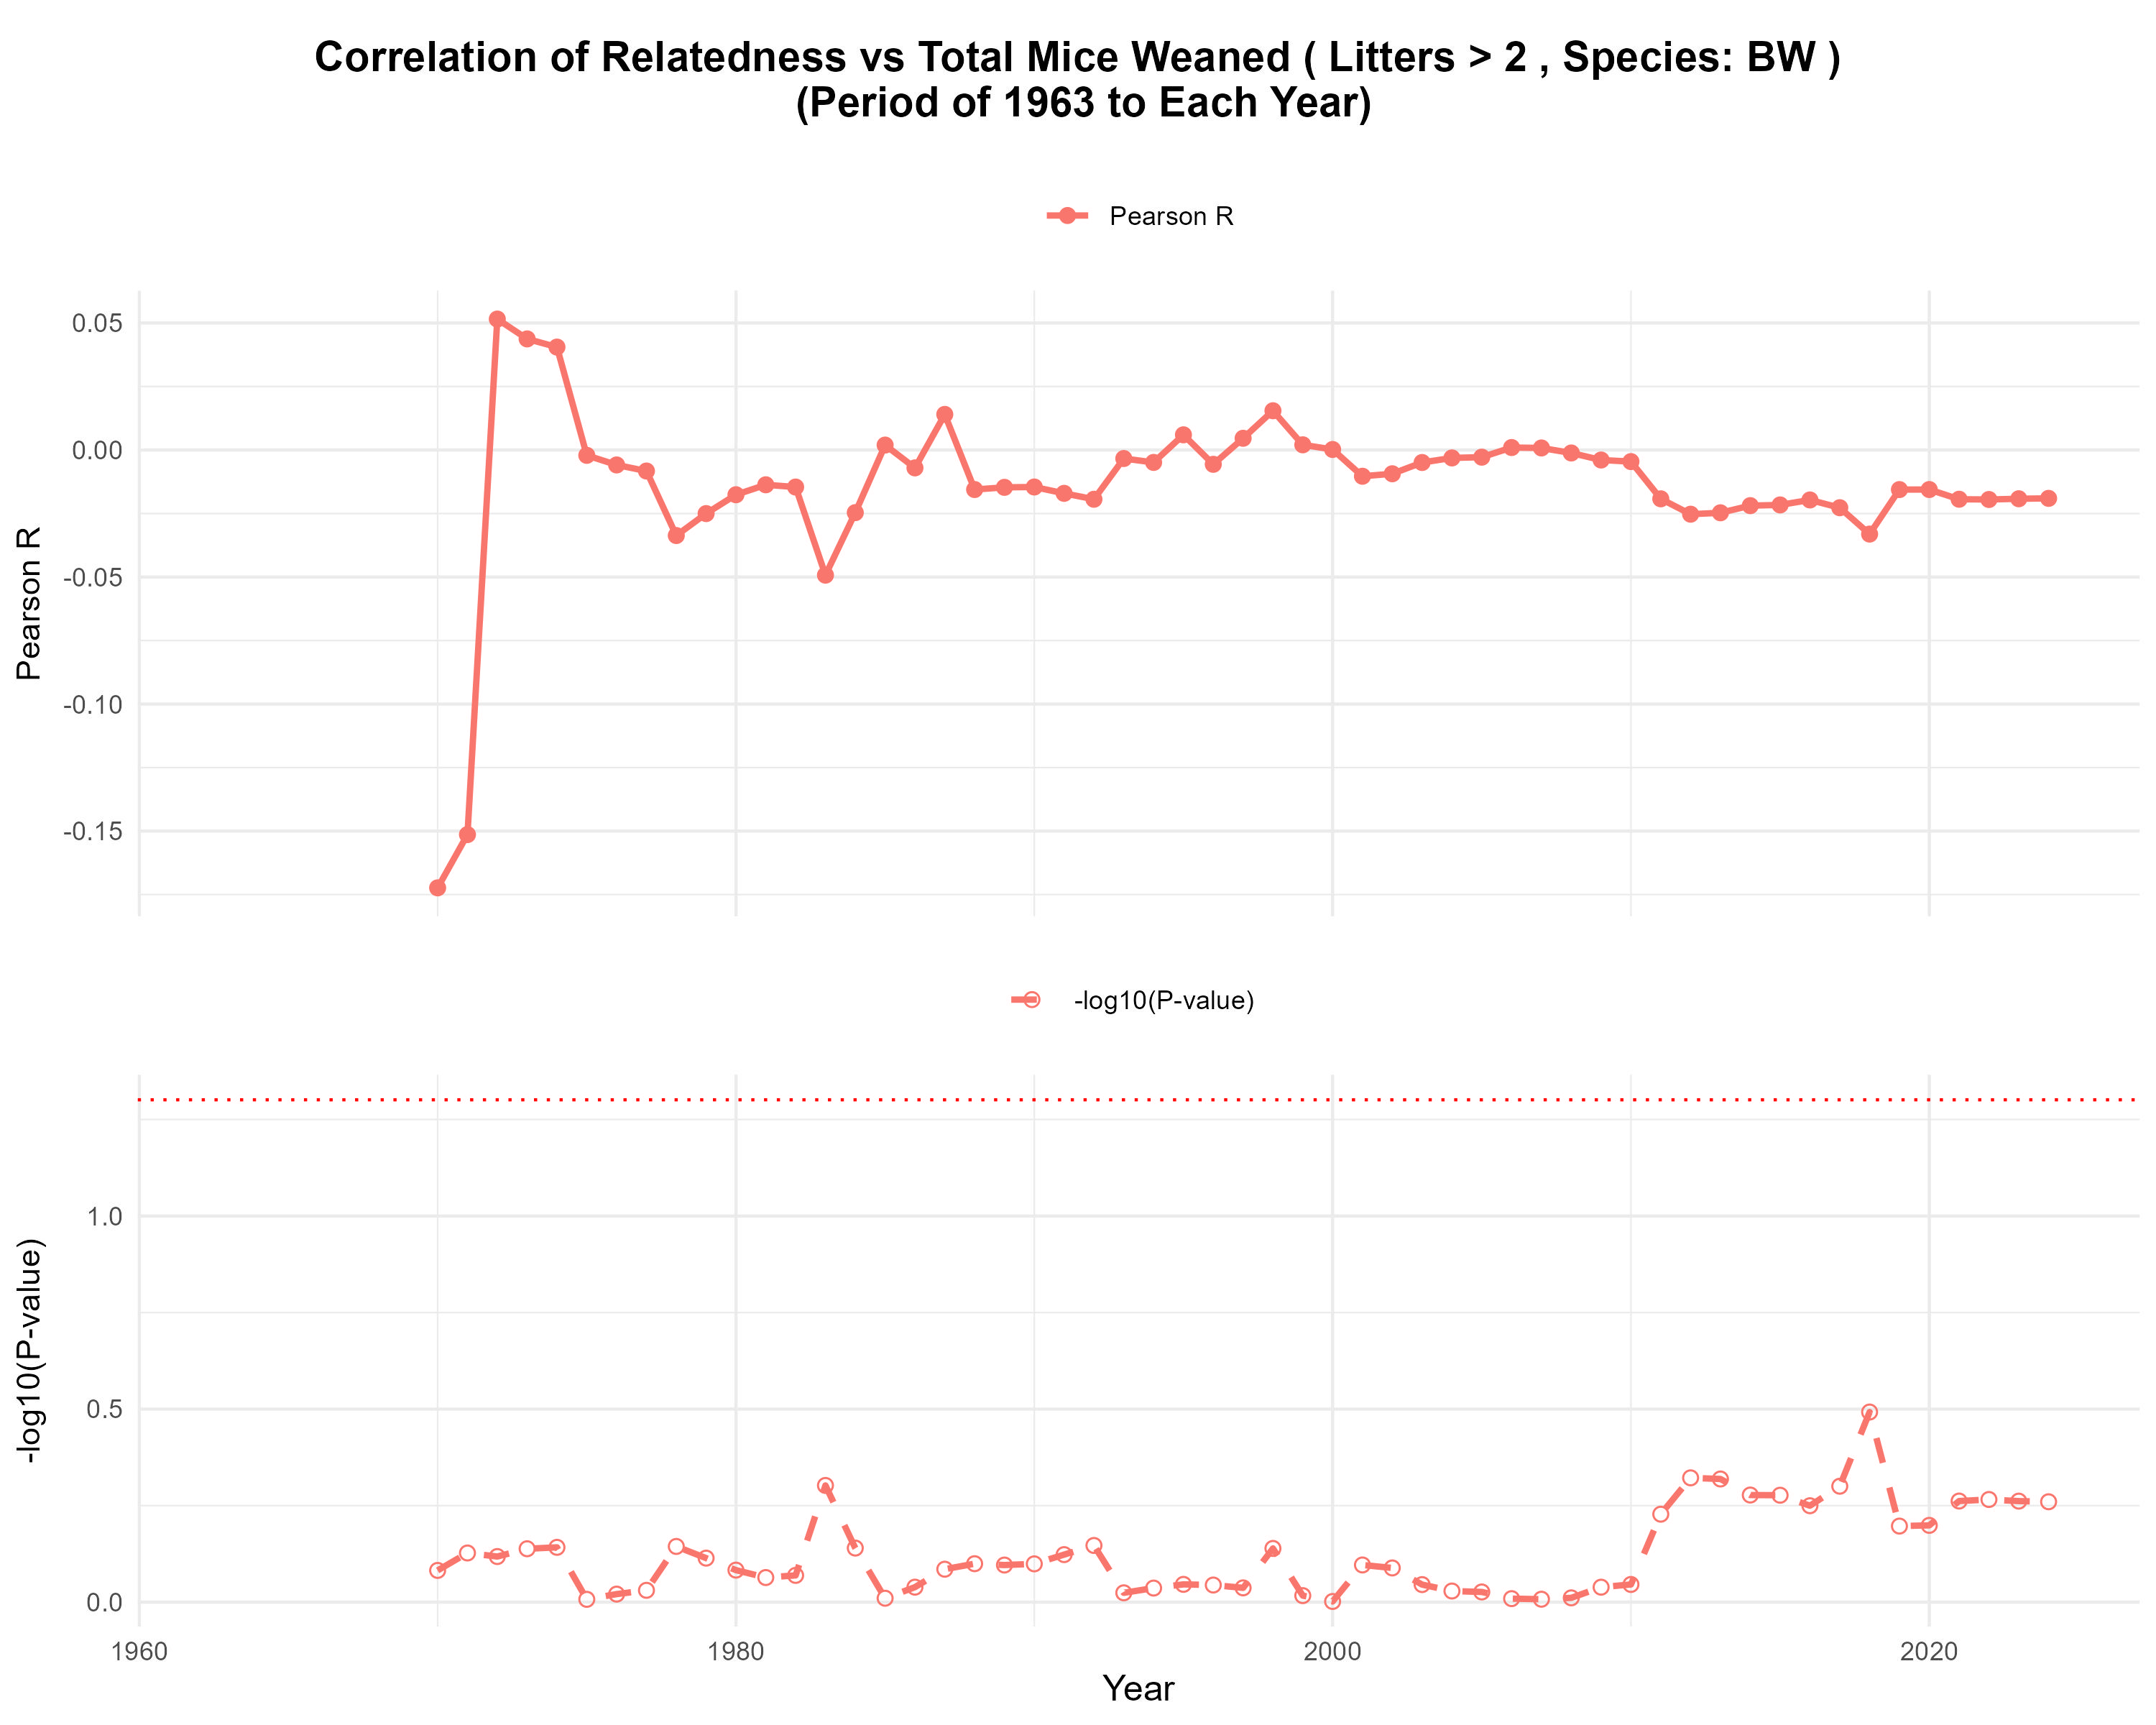 Correlation of Relatedness vs Total Mice Weaned ( Litters > 2 , Species: BW )
(Period of 1963 to Each Year)
Pearson R
0.05
0.00
-0.05
-0.10
-0.15
Pearson R
-log10(P-value)
1.0
0.5
0.0
-log10(P-value)
1960 1980 2000 2020
Year